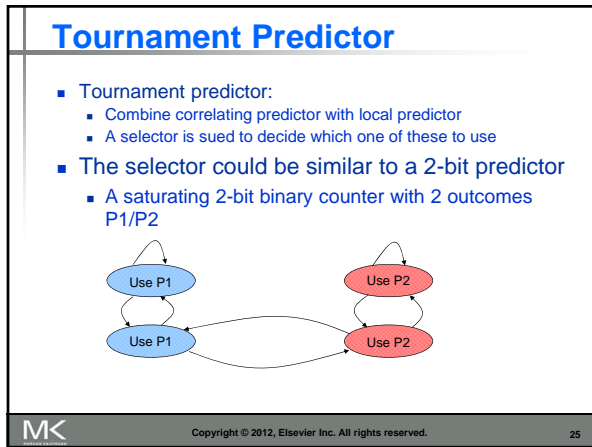 Tournament Predictor
Tournament predictor:
Combine correlating predictor with local predictor
A selector is sued to decide which one of these to use
The selector could be similar to a 2-bit predictor
A saturating 2-bit binary counter with 2 outcomes
P1/P2
Use P1
Use P2
Use P1
Use P2
MK
MORGAN KAUFMANN
Copyright © 2012, Elsevier Inc. All rights reserved.
25